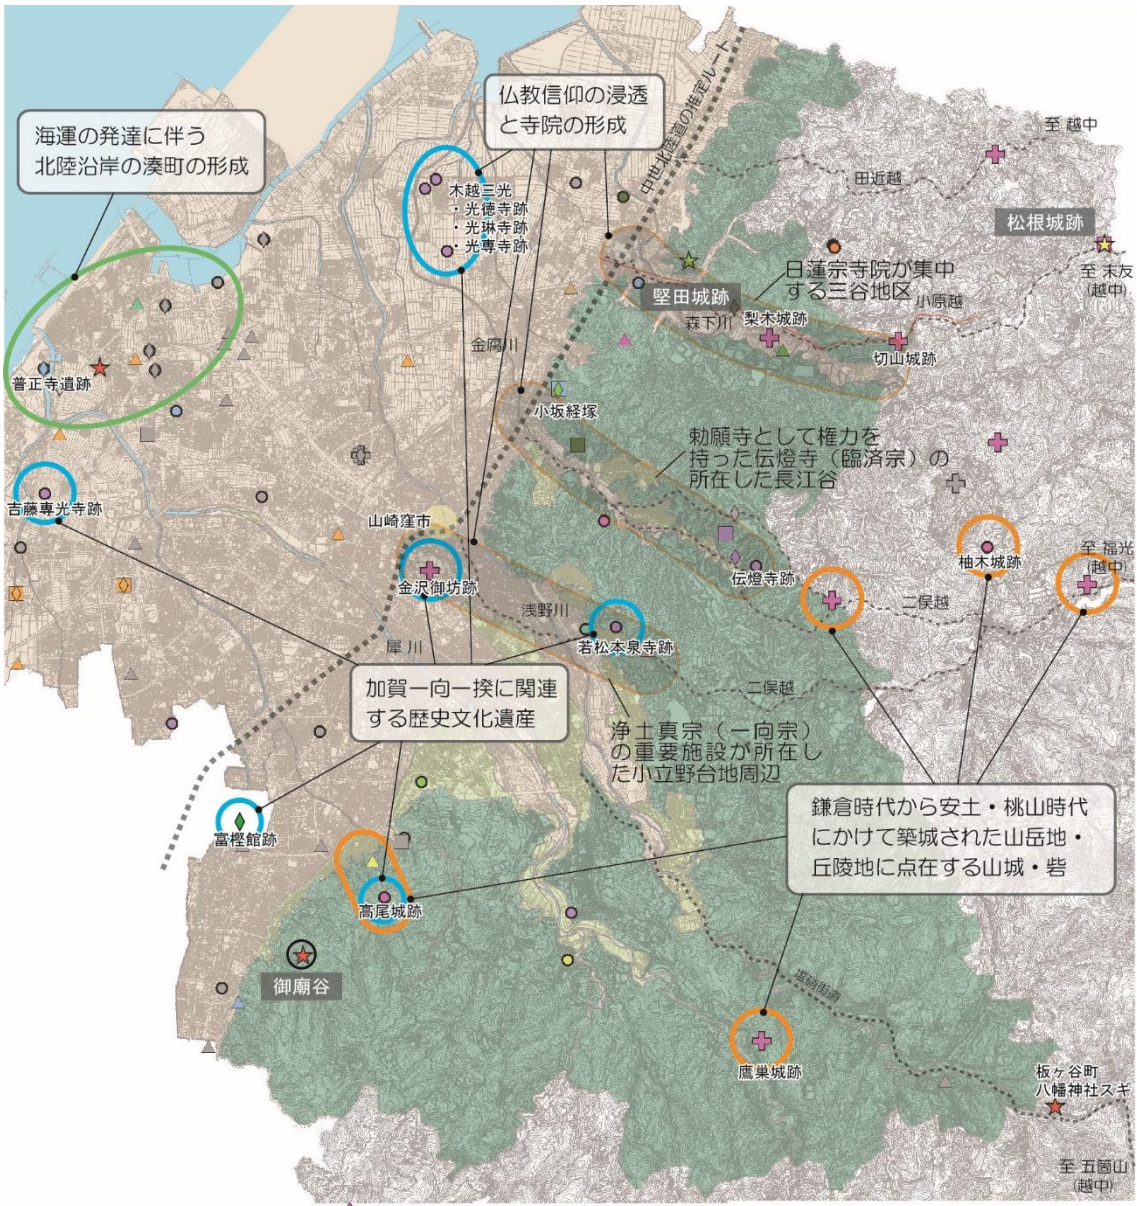 仏教信仰の浸透
と寺院の形成
海運の発達に伴う
北陸沿岸の湊町の形成
中世北陸道の推定ルート
至 越中
田近越
木越三光
・光徳寺跡
・光琳寺跡
・光専寺跡
松根城跡
至 末友
(越中)
日蓮宗寺院が集中
する三谷地区
小原越
堅田城跡
森下川
梨木城跡
切山城跡
金腐川
普正寺遺跡
小坂経塚
勅願寺として権力を
持った伝燈寺（臨済宗）の
所在した長江谷
吉藤専光寺跡
山崎窪市
金沢御坊跡
伝燈寺跡
柚木城跡
至 福光
(越中)
二俣越
浅野川
若松本泉寺跡
犀川
二俣越
加賀一向一揆に関連
する歴史文化遺産
浄土真宗（一向宗）
の重要施設が所在し
た小立野台地周辺
鎌倉時代から安土・桃山時代
にかけて築城された山岳地・
丘陵地に点在する山城・砦
富樫館跡
高尾城跡
御廟谷
塩硝街道
鷹巣城跡
板ヶ谷町
八幡神社スギ
至 五箇山
(越中)